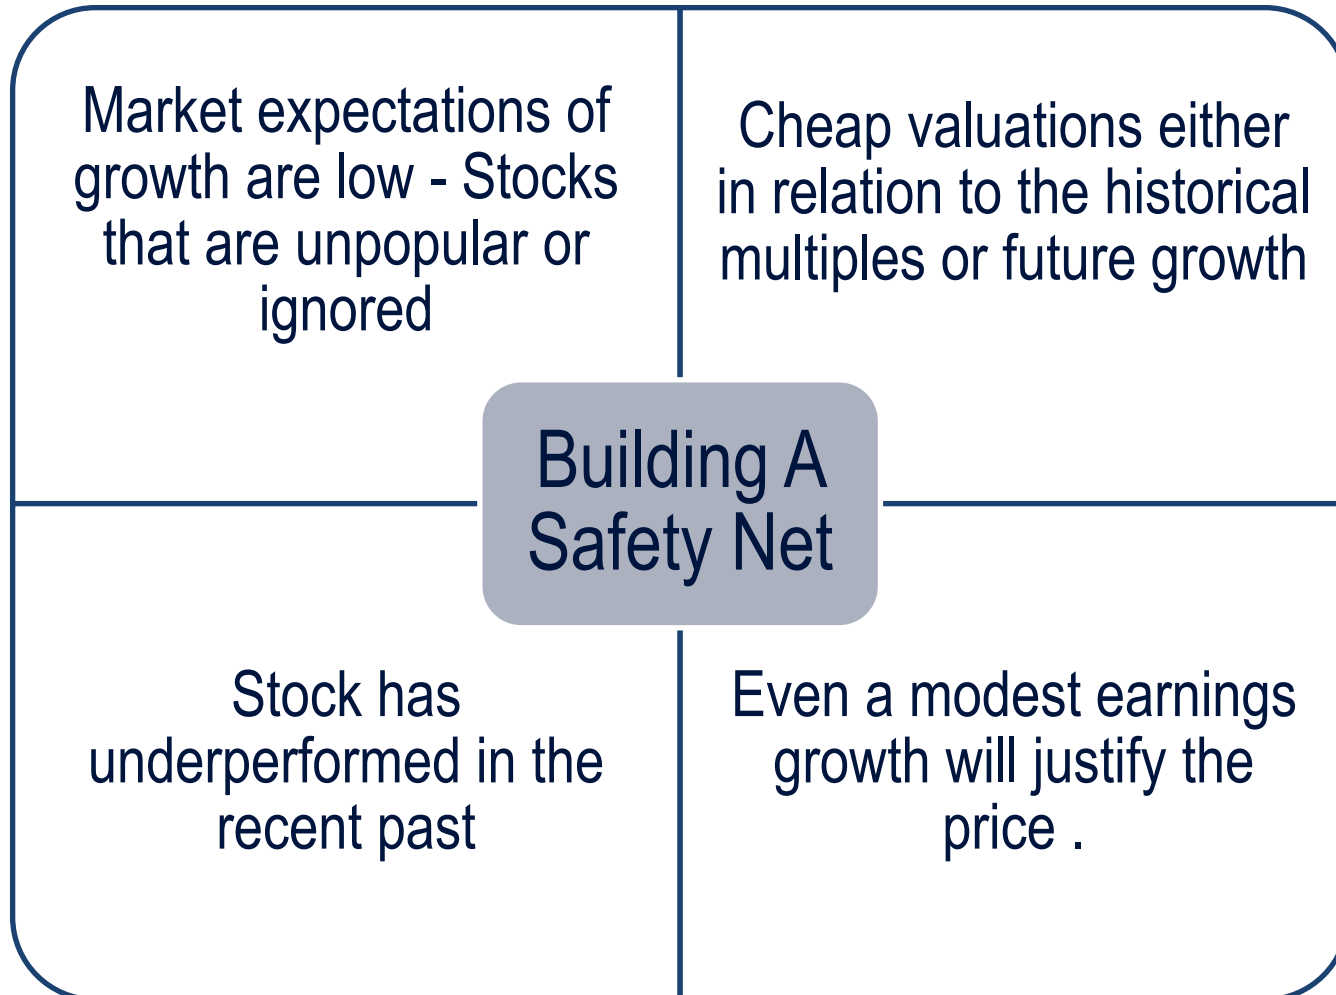 Market expectations of
growth are low - Stocks
that are unpopular or
ignored
Cheap valuations either
in relation to the historical
multiples or future growth
Building A
Safety Net
Stock has
underperformed in the
recent past
Even a modest earnings
growth will justify the
price .